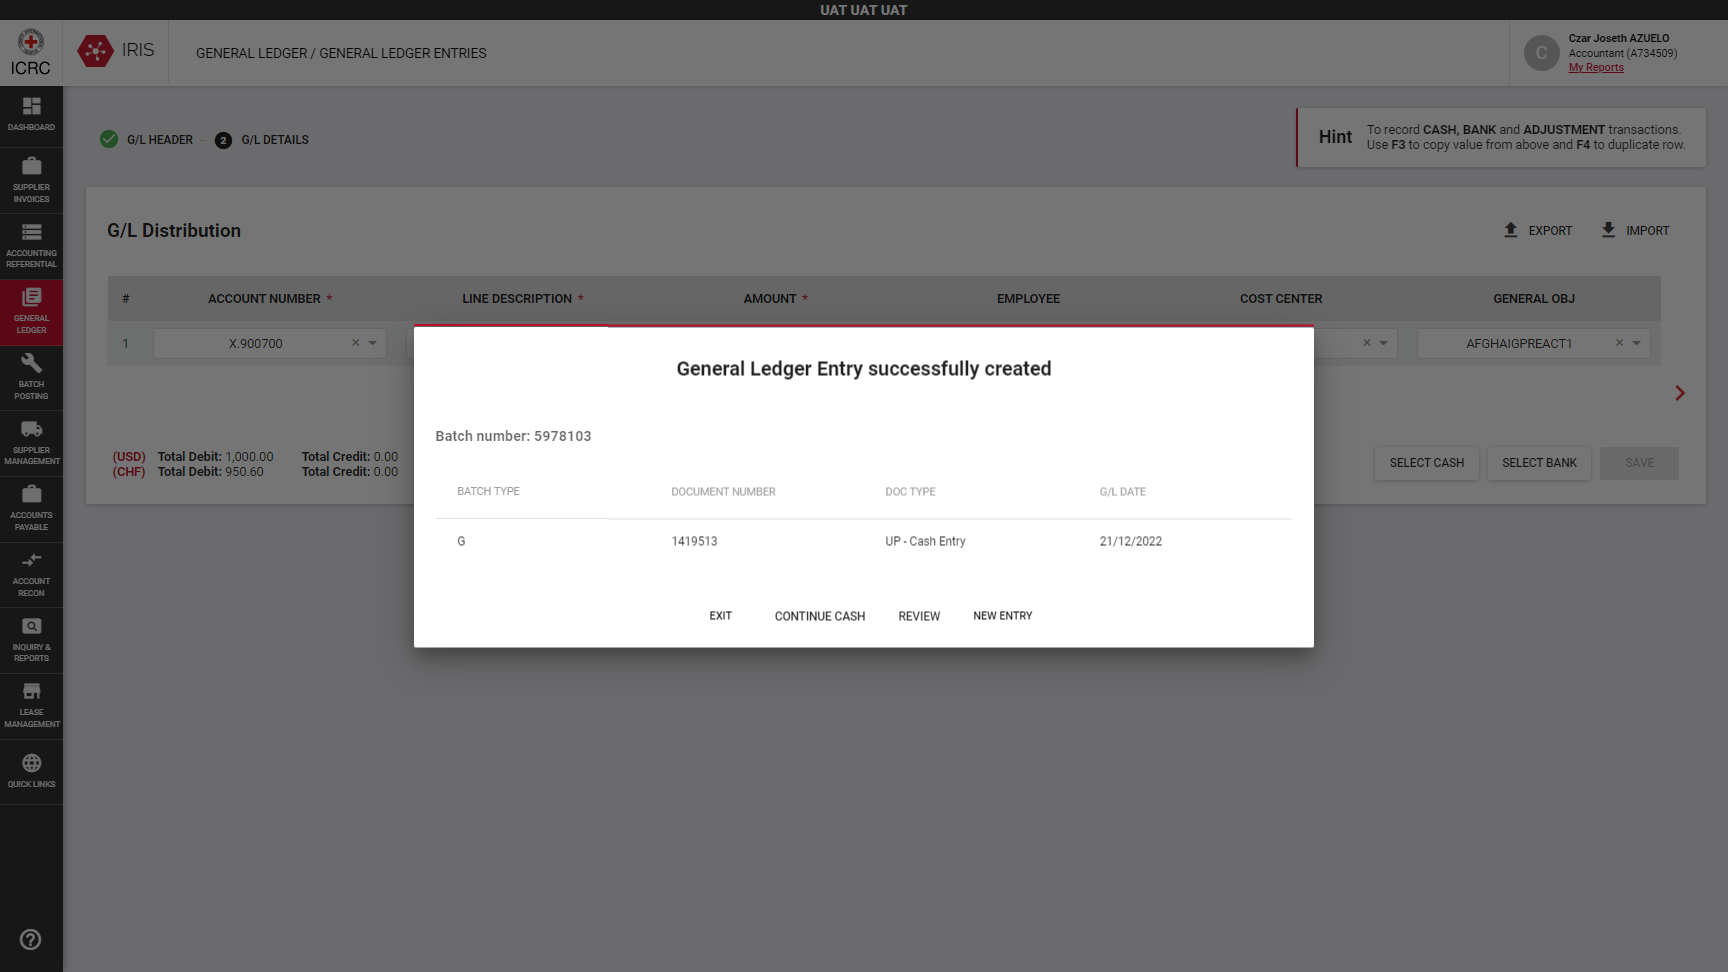 UAT UAT UAT
ICRC
IRIS
GENERAL LEDGER / GENERAL LEDGER ENTRIES
C
Czar Joseth AZUELO
Accountant (A734509)
My Reports
DASHBOARD
SUPPLIER
INVOICES
ACCOUNTING
REFERENTIAL
GENERAL
LEDGER
BATCH
POSTING
SUPPLIER
MANAGEMENT
ACCOUNTS
PAYABLE
ACCOUNT
RECON
INQUIRY &
REPORTS
LEASE
MANAGEMENT
QUICK LINKS
G/L HEADER
2 G/L DETAILS
Hint
To record CASH, BANK and ADJUSTMENT transactions.
Use F3 to copy value from above and F4 to duplicate row.
G/L Distribution
EXPORT
IMPORT
# ACCOUNT NUMBER * LINE DESCRIPTION * AMOUNT * EMPLOYEE COST CENTER GENERAL OBJ
1 X.900700 AFGHAIGPREACT1
(USD) Total Debit: 1,000.00 Total Credit: 0.00
(CHF) Total Debit: 950.60 Total Credit: 0.00
SELECT CASH
SELECT BANK
SAVE
General Ledger Entry successfully created
Batch number: 5978103
BATCH TYPE DOCUMENT NUMBER DOC TYPE G/L DATE
G 1419513 UP - Cash Entry 21/12/2022
EXIT CONTINUE CASH REVIEW NEW ENTRY